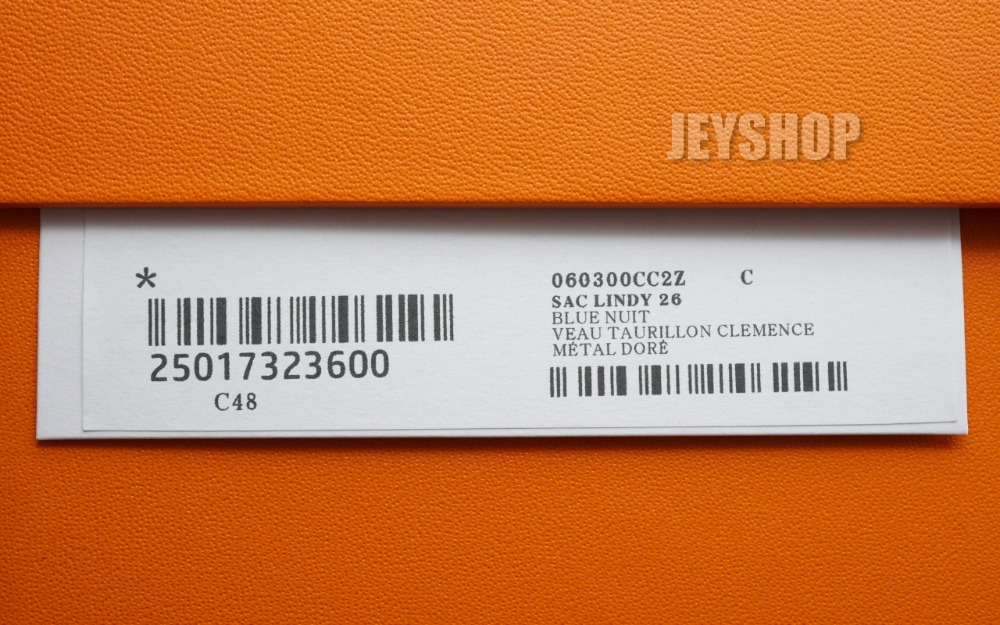 JEYSHOP
*
25017323600
C48
060300CC2Z C
SAC LINDY 26
BLUE NUIT
VEAU TAURILLON CLEMENCE
MÉTAL DORÉ